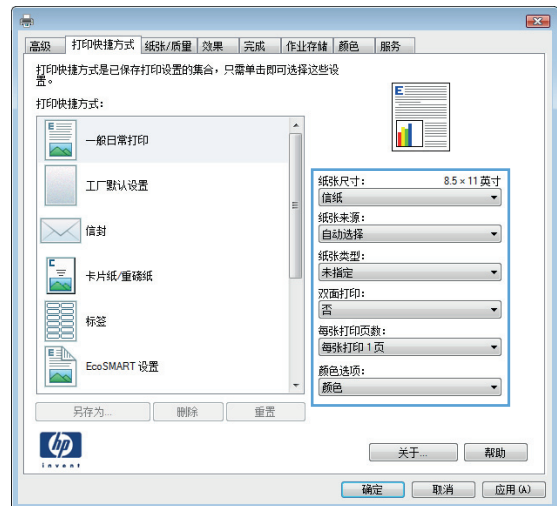 高级 打印快捷方式 纸张/质量 效果 完成 作业存储 颜色 服务
打印快捷方式是已保存打印设置的集合，只需单击即可选择这些设
置。
打印快捷方式：
一般日常打印
工厂默认设置
信封
卡片纸/重磅纸
标签
EcoSMART 设置
另存为... 删除 重置
E
纸张尺寸： 8.5 × 11 英寸
信纸
纸张来源：
自动选择
纸张类型：
未指定
双面打印：
否
每张打印页数：
每张打印 1 页
颜色选项：
颜色
hp
invent
关于... 帮助
确定 取消 应用(A)